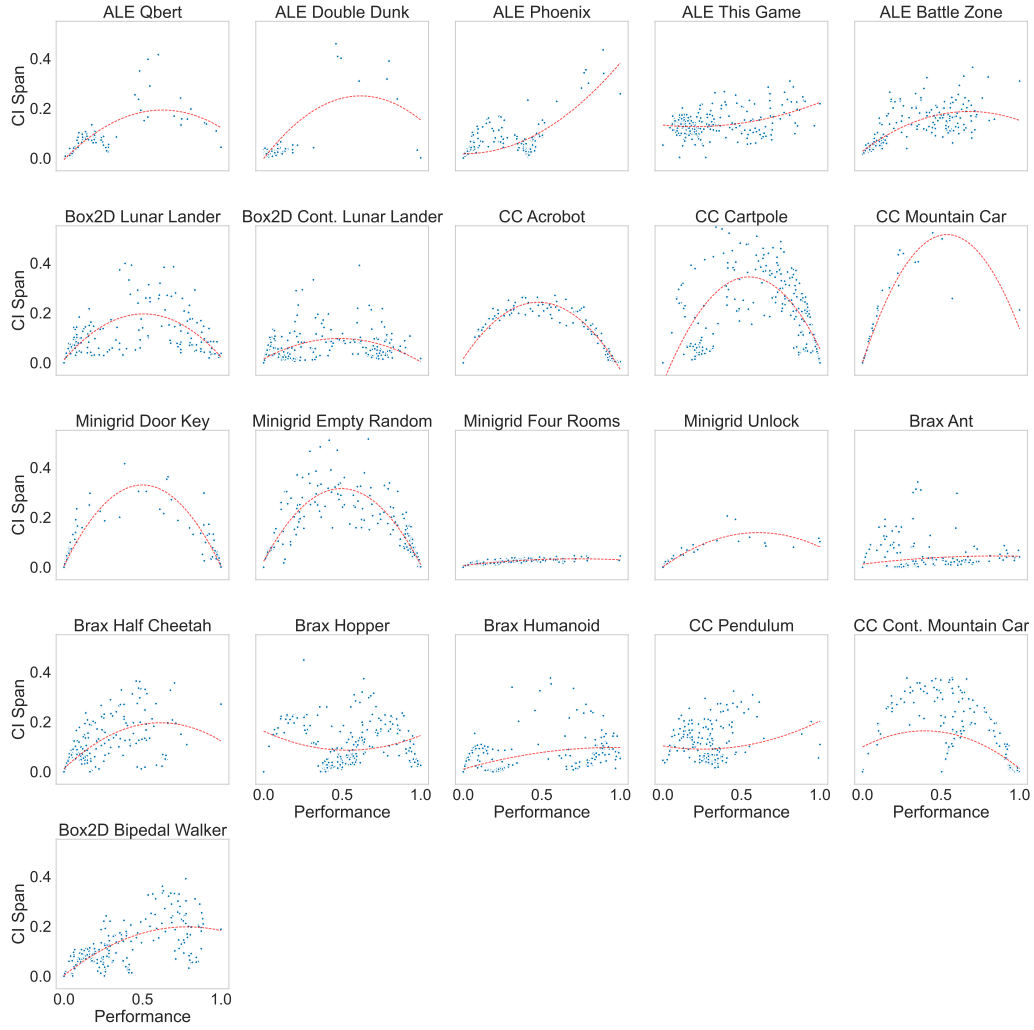 ALE Qbert
ALE Double Dunk
ALE Phoenix
ALE This Game
ALE Battle Zone
CI Span
0.4
0.2
0.0
Box2D Lunar Lander
Box2D Cont. Lunar Lander
CC Acrobot
CC Cartpole
CC Mountain Car
CI Span
0.4
0.2
0.0
Minigrid Door Key
Minigrid Empty Random
Minigrid Four Rooms
Minigrid Unlock
Brax Ant
CI Span
0.4
0.2
0.0
Brax Half Cheetah
Brax Hopper
Brax Humanoid
CC Pendulum
CC Cont. Mountain Car
CI Span
0.4
0.2
0.0
0.0 0.5 1.0
Performance
0.0 0.5 1.0
Performance
0.0 0.5 1.0
Performance
0.0 0.5 1.0
Performance
Box2D Bipedal Walker
CI Span
0.4
0.2
0.0
0.0 0.5 1.0
Performance